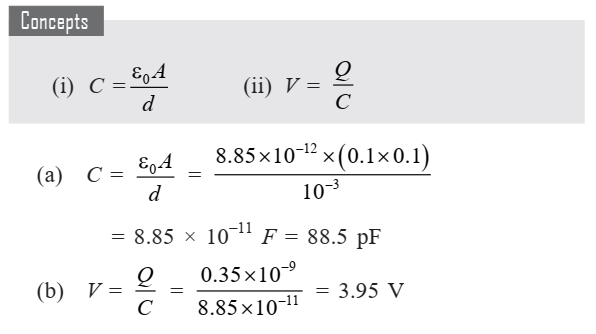 Concepts
(i) C = ε₀A/d (ii) V = Q/C
(a) C = ε₀A/d = 8.85×10⁻¹²×(0.1×0.1)/10⁻³
= 8.85 × 10⁻¹¹ F = 88.5 pF
(b) V = Q/C = 0.35×10⁻⁹/8.85×10⁻¹¹ = 3.95 V